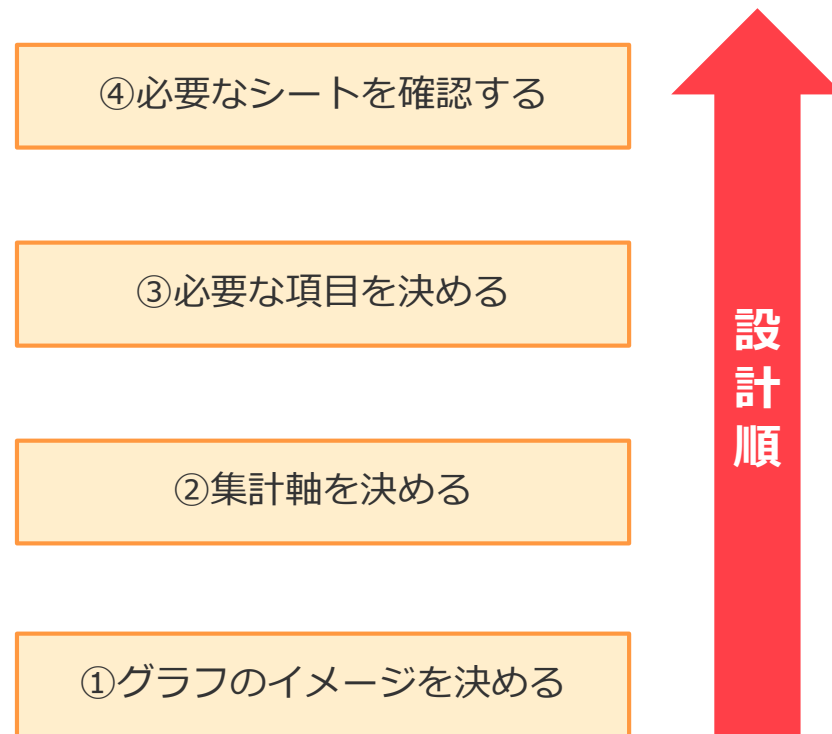 ④必要なシートを確認する
③必要な項目を決める
②集計軸を決める
①グラフのイメージを決める
設計順